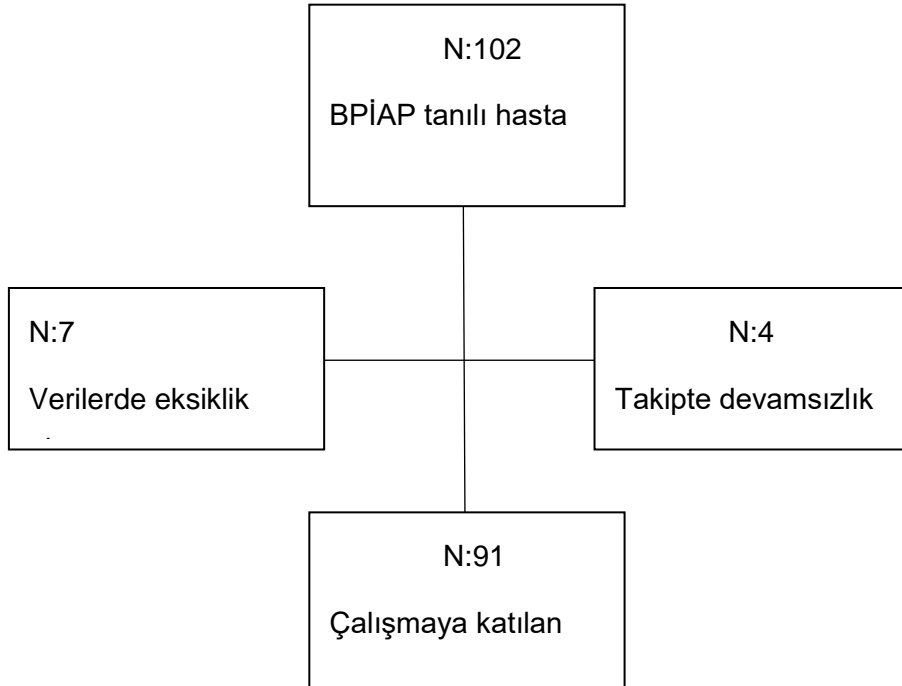 N:102
BPİAP tanılı hasta
N:7
Verilerde eksiklik
N:4
Takipte devamsızlık
N:91
Çalışmaya katılan